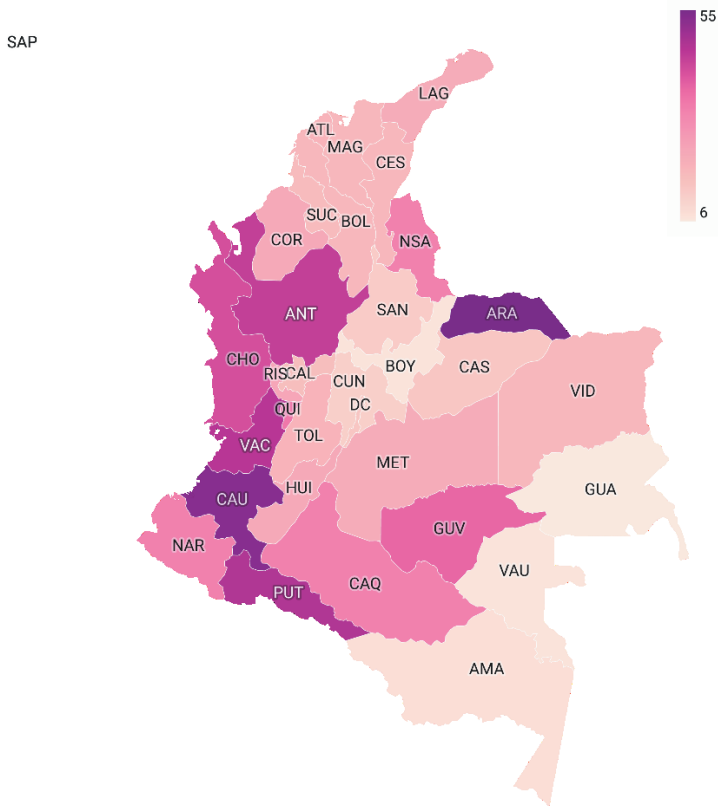 55
SAP
LAG
ATL
MAG
CES
6
SUC
BOL
COR
NSA
SAN
ARA
ANT
CHO
BOY
CAS
RIS
CAL
CUN
VID
DC
QUI
TOL
VAC
MET
HUI
GUA
CAU
GUV
NAR
VAU
CAQ
PUT
AMA